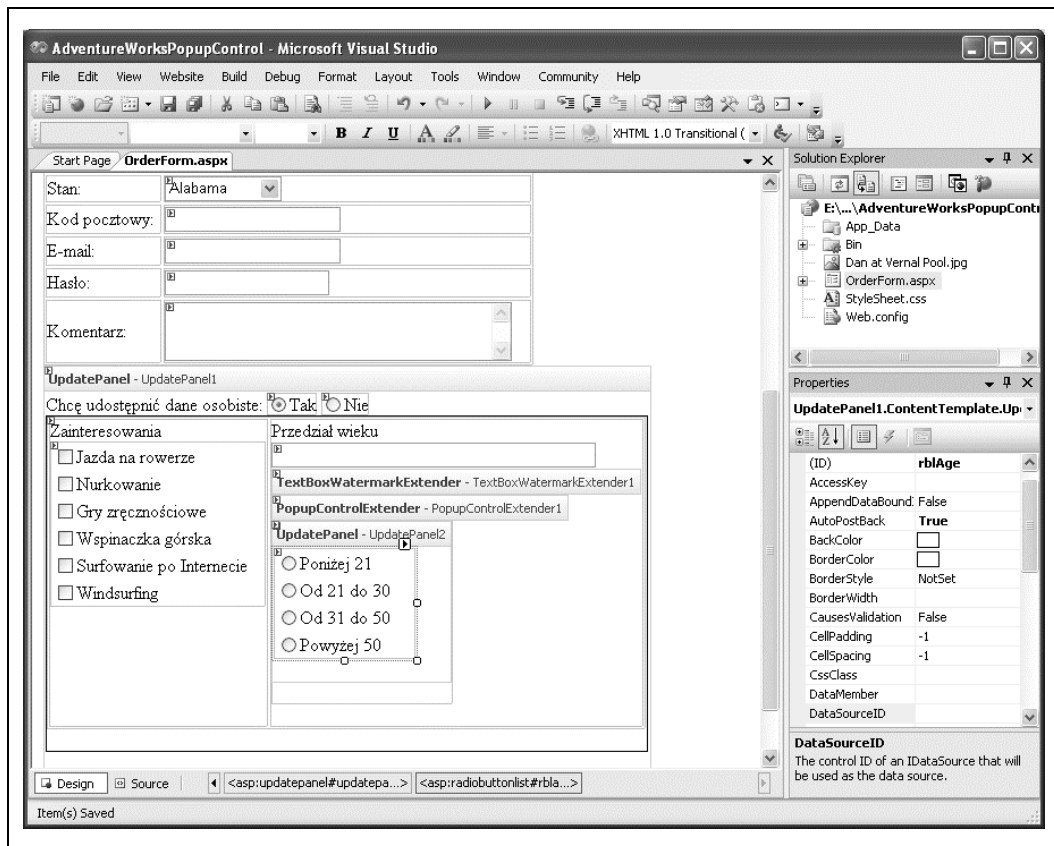 AdventureWorksPopupControl - Microsoft Visual Studio
File Edit View Website Build Debug Format Layout Tools Window Community Help
B I U A XHTML 1.0 Transitional (
Start Page OrderForm.aspx
Stan: Alabama
Kod pocztowy:
E-mail:
Hasło:
Komentarz:
UpdatePanel - UpdatePanel1
Chcę udostępnić dane osobiste: Tak Nie
Zainteresowania
Jazda na rowerze
Nurkowanie
Gry zręcznościowe
Wspinaczka górska
Surfowanie po Internecie
Windsurfing
Przedział wieku
TextBoxWatermarkExtender - TextBoxWatermarkExtender1
PopupControlExtender - PopupControlExtender1
UpdatePanel - UpdatePanel2
Poniżej 21
Od 21 do 30
Od 31 do 50
Powyżej 50
Design Source <asp:updatepanel#updatepa...> <asp:radiobuttonlist#rbla...>
Item(s) Saved
Solution Explorer
E:\...\AdventureWorksPopupContr
App_Data
Bin
Dan at Vernal Pool.jpg
OrderForm.aspx
StyleSheet.css
Web.config
Properties
UpdatePanel1.ContentTemplate.Up
(ID) rblAge
AccessKey
AppendDataBound False
AutoPostBack True
BackColor
BorderColor
BorderStyle NotSet
BorderWidth
CausesValidation False
CellPadding -1
CellSpacing -1
CssClass
DataMember
DataSourceID
DataSourceID
The control ID of an IDataSource that will
be used as the data source.